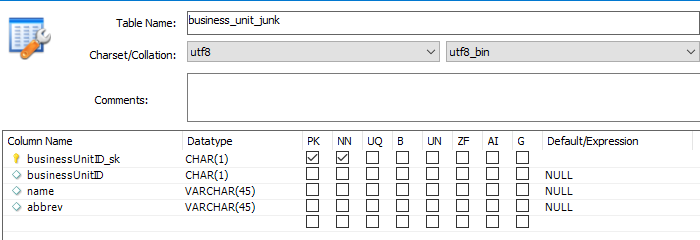 Table Name: business_unit_junk
Charset/Collation: utf8 utf8_bin
Comments:
Column Name Datatype PK NN UQ B UN ZF AI G Default/Expression
businessUnitID_sk CHAR(1)
businessUnitID CHAR(1) NULL
name VARCHAR(45) NULL
abbrev VARCHAR(45) NULL